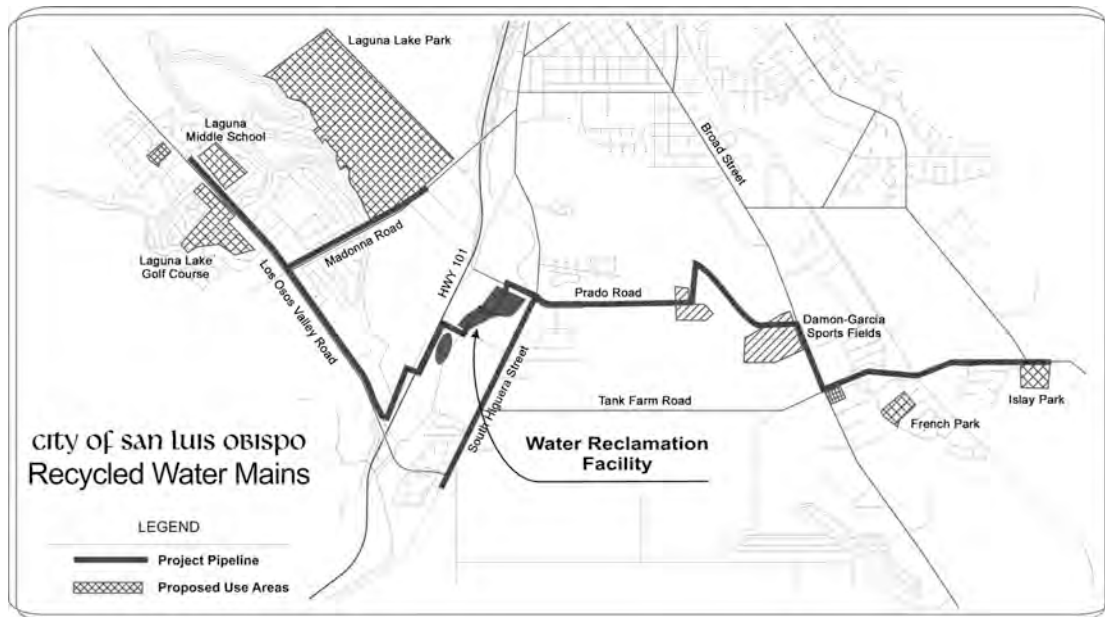 Laguna Lake Park
Laguna
Middle School
Broad Street
Madonna Road
HWY 101
Laguna Lake
Golf Course
Los Osos Valley Road
Prado Road
Damon-Garcia
Sports Fields
South Higuera Street
Tank Farm Road
Islay Park
French Park
Water Reclamation
Facility
City of San Luis Obispo
Recycled Water Mains
LEGEND
Project Pipeline
Proposed Use Areas